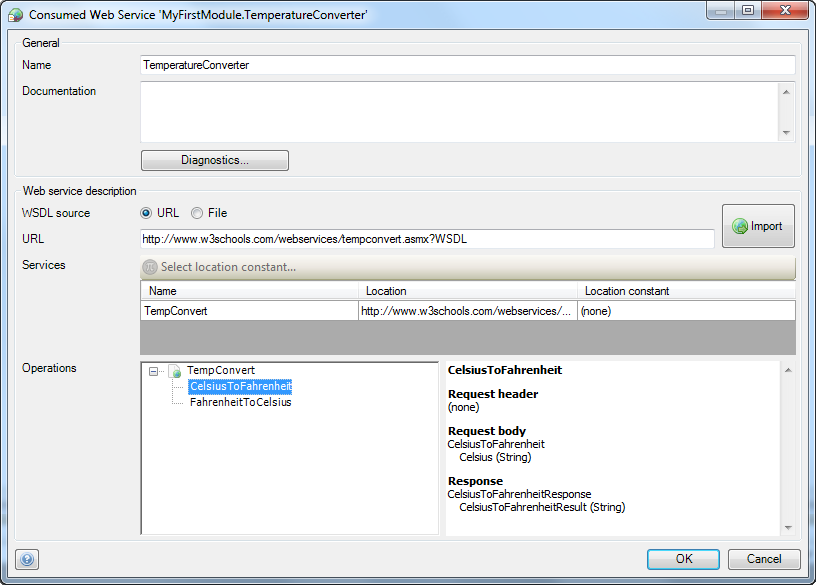 Consumed Web Service 'MyFirstModule.TemperatureConverter'
General
Name TemperatureConverter
Documentation
Diagnostics...
Web service description
WSDL source URL File
URL http://www.w3schools.com/webservices/tempconvert.asmx?WSDL Import
Services Select location constant...
Name Location Location constant
TempConvert http://www.w3schools.com/webservices/... (none)
Operations
TempConvert
CelsiusToFahrenheit
FahrenheitToCelsius
CelsiusToFahrenheit
Request header
(none)
Request body
CelsiusToFahrenheit
Celsius (String)
Response
CelsiusToFahrenheitResponse
CelsiusToFahrenheitResult (String)
OK Cancel